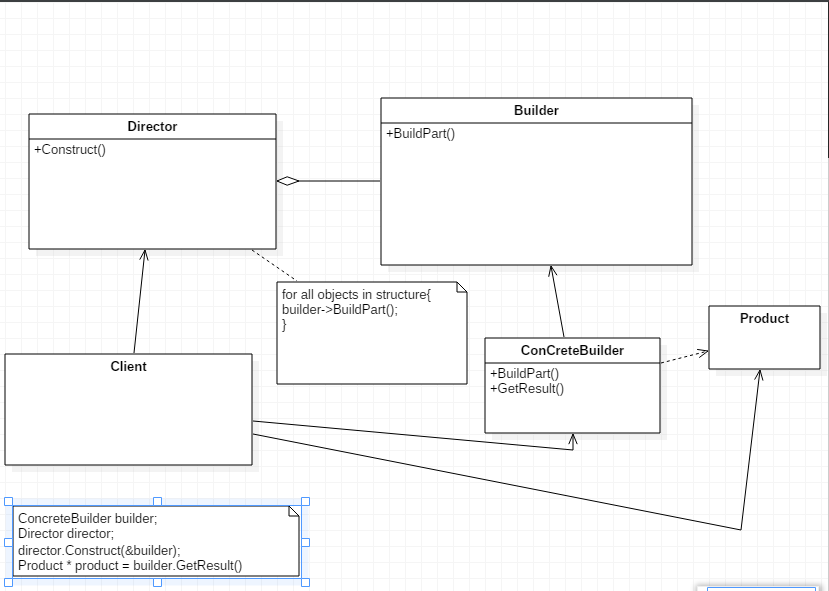 Builder
+BuildPart()
Director
+Construct()
for all objects in structure{
builder->BuildPart();
}
Product
ConCreteBuilder
+BuildPart()
+GetResult()
Client
ConcreteBuilder builder;
Director director;
director.Construct(&builder);
Product * product = builder.GetResult()